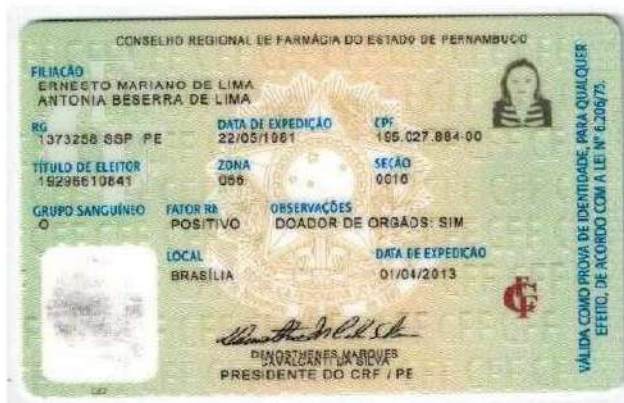 CONSELHO REGIONAL DE FARMÁCIA DO ESTADO DE PERNAMBUCO
FILIAÇÃO
ERNESTO MARIANO DE LIMA
ANTONIA BESERRA DE LIMA
RG DATA DE EXPEDIÇÃO CPF
1373256 SSP PE 22/05/1981 195.027.884-00
TÍTULO DE ELEITOR ZONA SEÇÃO
19296610841 066 0016
GRUPO SANGUÍNEO FATOR RH OBSERVAÇÕES
O POSITIVO DOADOR DE ORGÃOS: SIM
LOCAL DATA DE EXPEDIÇÃO
BRASÍLIA 01/04/2013
DENOSTHENES MARQUES
CAVALCANTI DA SILVA
PRESIDENTE DO CRF / PE
VÁLIDA COMO PROVA DE IDENTIDADE, PARA QUALQUER
EFEITO, DE ACORDO COM A LEI Nº 6.206/75.